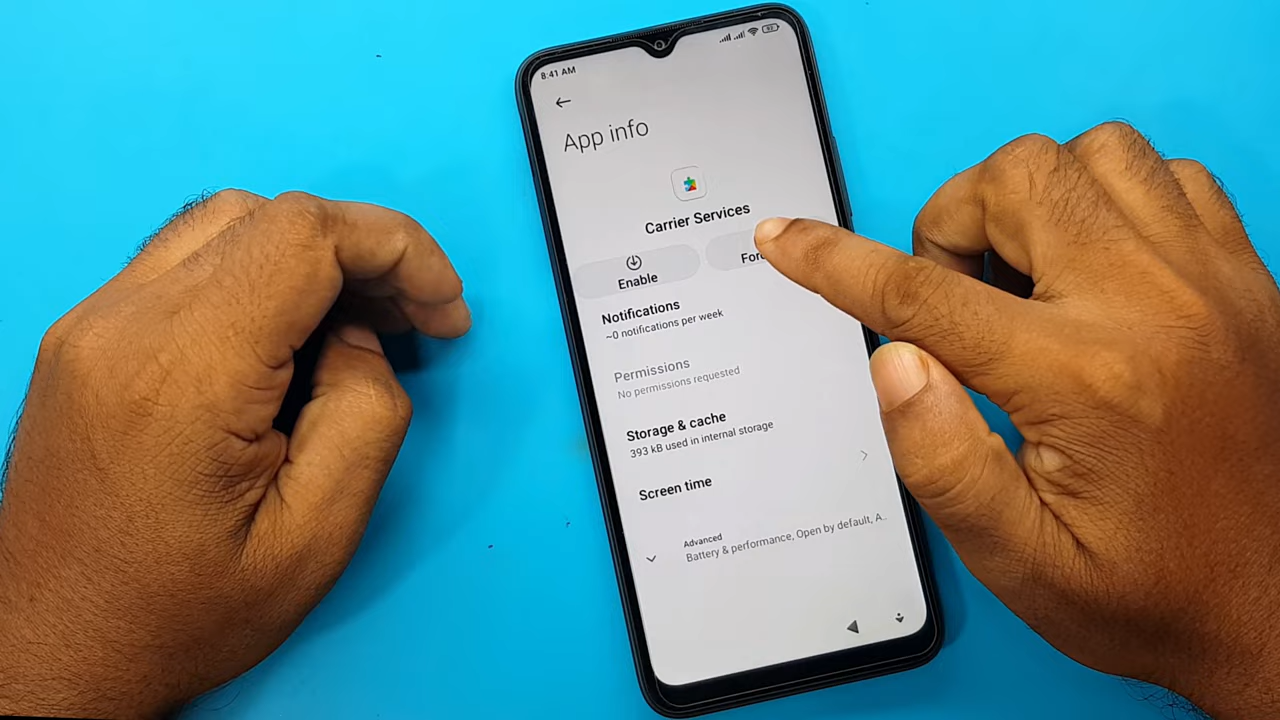 8:41 AM
App info
Carrier Services
Enable
Notifications
~0 notifications per week
Permissions
No permissions requested
Storage & cache
393 kB used in internal storage
Screen time
Advanced
Battery & performance, Open by default, A..